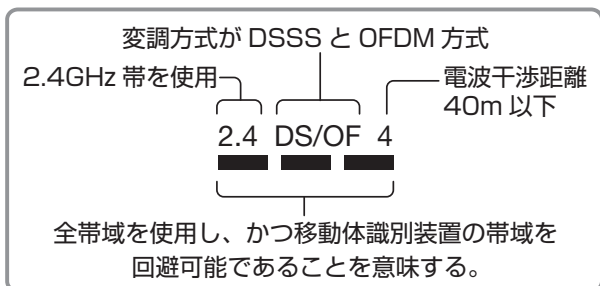 変調方式が DSSS と OFDM 方式
2.4GHz 帯を使用
電波干渉距離
40m 以下
2.4 DS/OF 4
全帯域を使用し、かつ移動体識別装置の帯域を
回避可能であることを意味する。